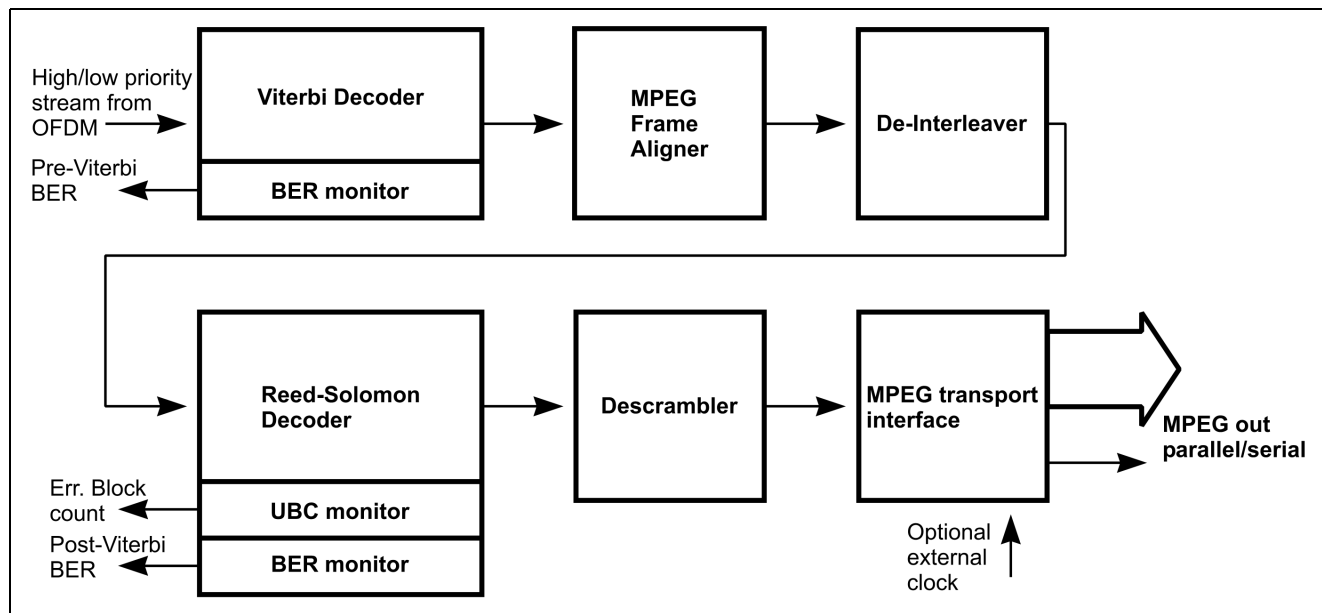 High/low priority
stream from
OFDM
Viterbi Decoder
MPEG
Frame
Aligner
De-Interleaver
Pre-Viterbi
BER
BER monitor
Reed-Solomon
Decoder
Descrambler
MPEG transport
interface
MPEG out
parallel/serial
Err. Block
count
UBC monitor
Post-Viterbi
BER
BER monitor
Optional
external
clock